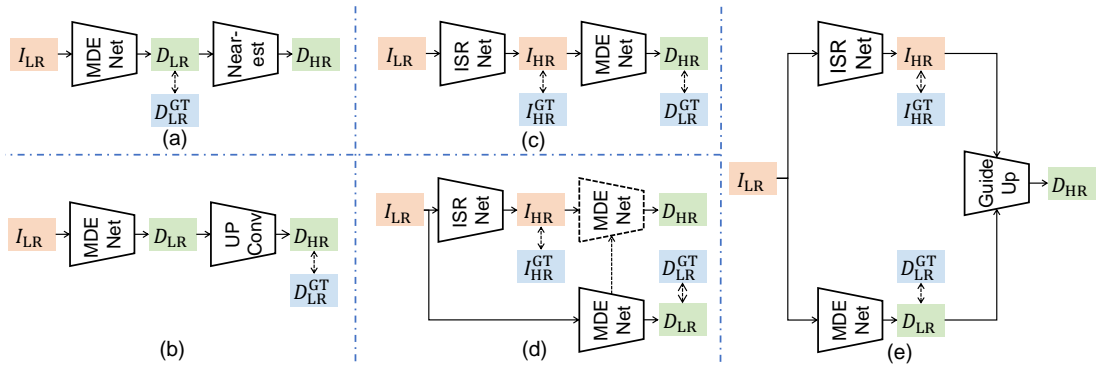 I_LR MDE Net D_LR Near- est D_HR
D_LR^GT
(a)
I_LR MDE Net D_LR UP Conv D_HR
D_LR^GT
(b)
I_LR ISR Net I_HR MDE Net D_HR
I_HR^GT D_LR^GT
(c)
I_LR ISR Net I_HR MDE Net D_HR
I_HR^GT D_LR^GT
MDE Net D_LR
(d)
ISR Net I_HR
I_HR^GT
I_LR Guide Up D_HR
D_LR^GT
MDE Net D_LR
(e)